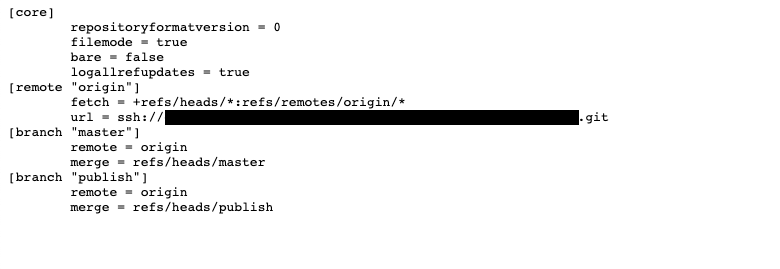 [core]
repositoryformatversion = 0
filemode = true
bare = false
logallrefupdates = true
[remote "origin"]
fetch = +refs/heads/*:refs/remotes/origin/*
url = ssh://.git
[branch "master"]
remote = origin
merge = refs/heads/master
[branch "publish"]
remote = origin
merge = refs/heads/publish